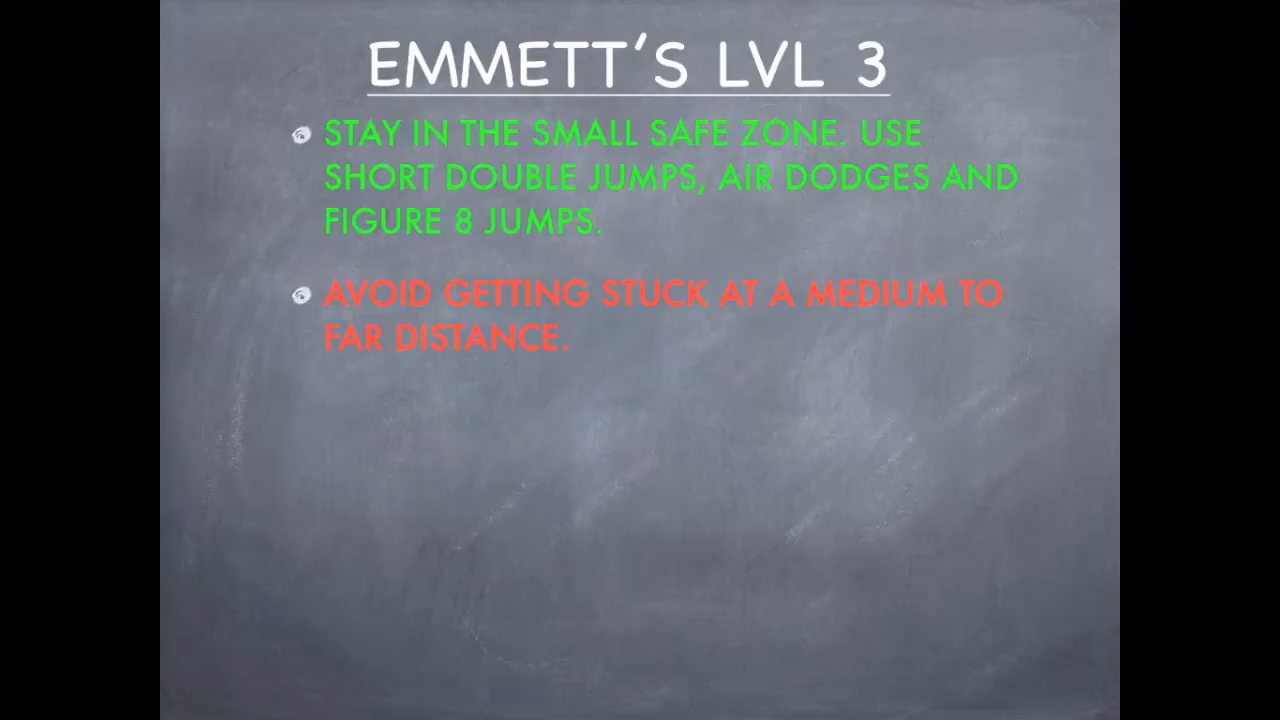 EMMETT'S LVL 3
STAY IN THE SMALL SAFE ZONE. USE
SHORT DOUBLE JUMPS, AIR DODGES AND
FIGURE 8 JUMPS.
AVOID GETTING STUCK AT A MEDIUM TO
FAR DISTANCE.